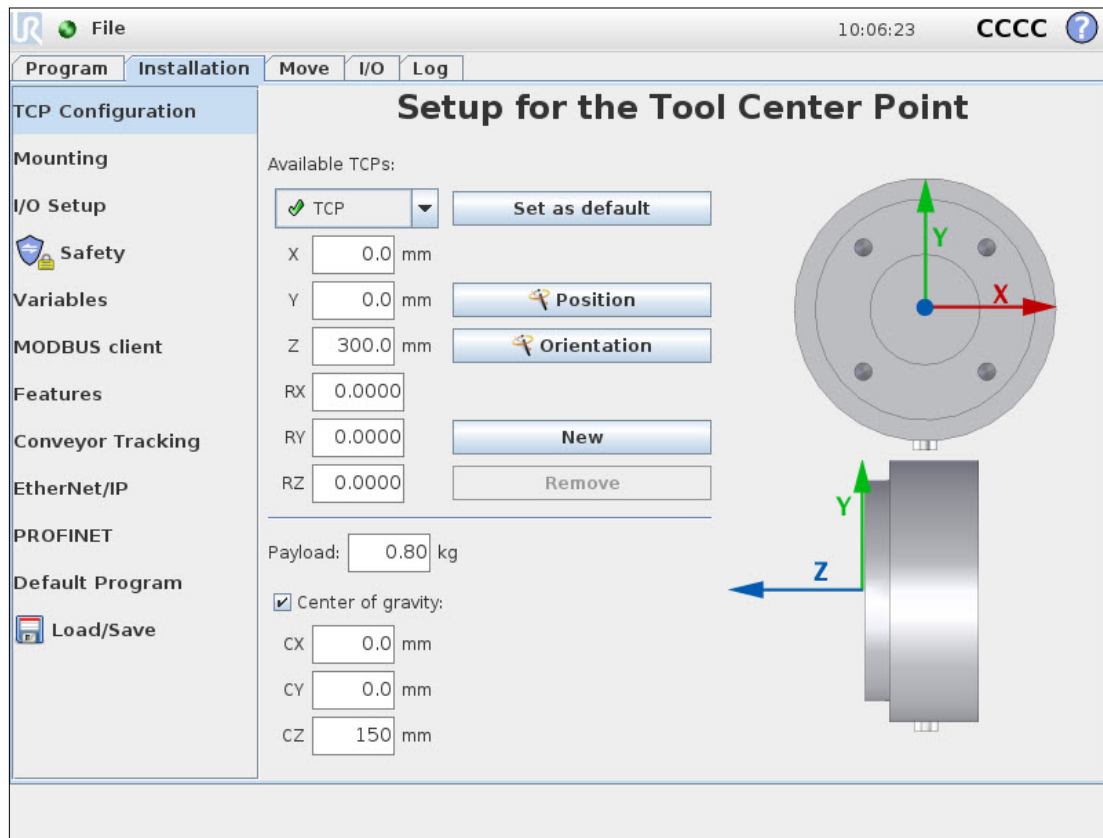 UR File 10:06:23 CCCC ?
Program Installation Move I/O Log
TCP Configuration
Mounting
I/O Setup
Safety
Variables
MODBUS client
Features
Conveyor Tracking
EtherNet/IP
PROFINET
Default Program
Load/Save
Setup for the Tool Center Point
Available TCPs:
TCP Set as default
X 0.0 mm
Y 0.0 mm Position
Z 300.0 mm Orientation
RX 0.0000
RY 0.0000 New
RZ 0.0000 Remove
Payload: 0.80 kg
Center of gravity:
CX 0.0 mm
CY 0.0 mm
CZ 150 mm
Y
X
Y
Z